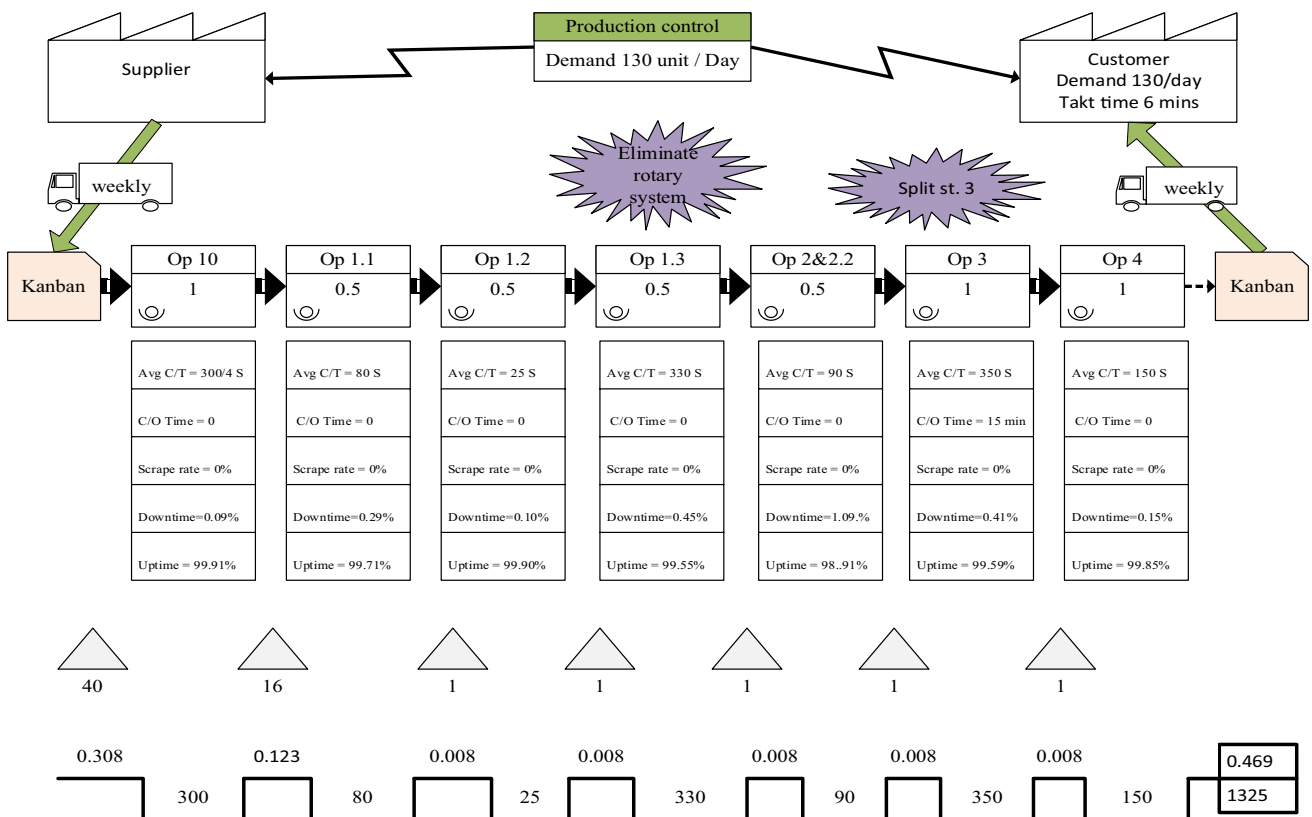 Production control
Demand 130 unit / Day
Supplier
Customer
Demand 130/day
Takt time 6 mins
Eliminate
rotary
system
Split st. 3
weekly
weekly
Kanban
Op 10
1
Op 1.1
0.5
Op 1.2
0.5
Op 1.3
0.5
Op 2&2.2
0.5
Op 3
1
Op 4
1
Kanban
Avg C/T = 300/4 S
C/O Time = 0
Scrape rate = 0%
Downtime=0.09%
Uptime = 99.91%
Avg C/T = 80 S
C/O Time = 0
Scrape rate = 0%
Downtime=0.29%
Uptime = 99.71%
Avg C/T = 25 S
C/O Time = 0
Scrape rate = 0%
Downtime=0.10%
Uptime = 99.90%
Avg C/T = 330 S
C/O Time = 0
Scrape rate = 0%
Downtime=0.45%
Uptime = 99.55%
Avg C/T = 90 S
C/O Time = 0
Scrape rate = 0%
Downtime=1.09.%
Uptime = 98..91%
Avg C/T = 350 S
C/O Time = 15 min
Scrape rate = 0%
Downtime=0.41%
Uptime = 99.59%
Avg C/T = 150 S
C/O Time = 0
Scrape rate = 0%
Downtime=0.15%
Uptime = 99.85%
40 16 1 1 1 1 1
0.308 0.123 0.008 0.008 0.008 0.008 0.008 0.469
300 80 25 330 90 350 150 1325